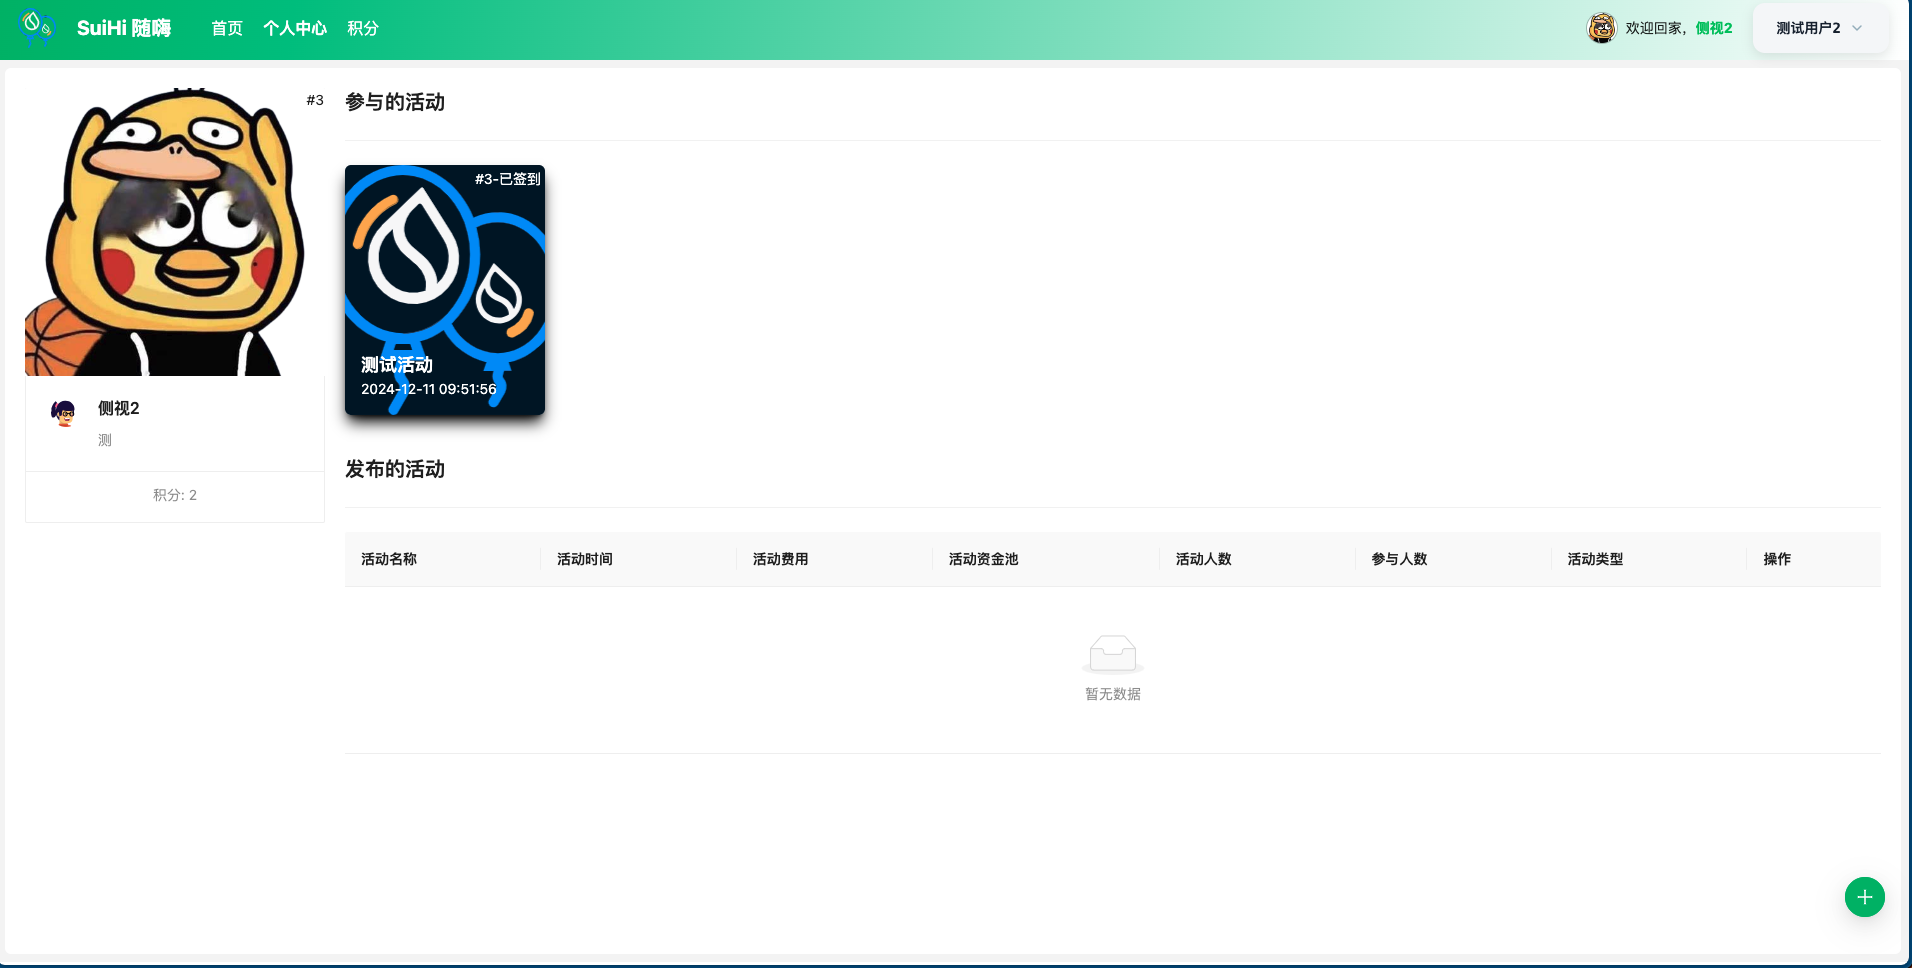 SuiHi 随嗨
首页 个人中心 积分
欢迎回家，侧视2
测试用户2
#3
侧视2
测
积分: 2
参与的活动
#3-已签到
测试活动
2024-12-11 09:51:56
发布的活动
活动名称 活动时间 活动费用 活动资金池 活动人数 参与人数 活动类型 操作
暂无数据